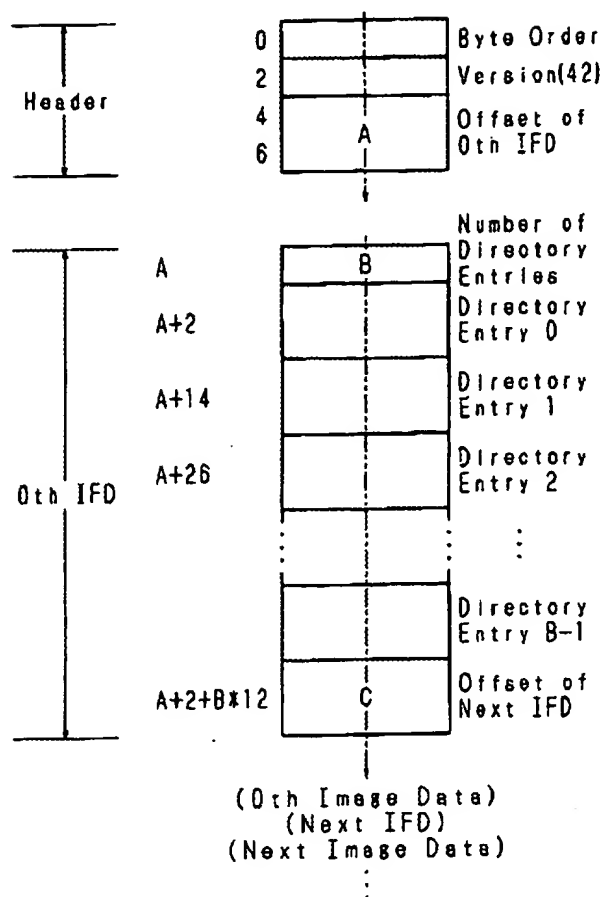 0
Byte Order
2
Version(42)
Header
4
Offset of
A
6
0th IFD
Number of
Directory
Entries
A
B
A+2
Directory
Entry 0
A+14
Directory
Entry 1
A+26
Directory
Entry 2
0th IFD
Directory
Entry B-1
A+2+B*12
C
Offset of
Next IFD
(0th Image Data)
(Next IFD)
(Next Image Data)